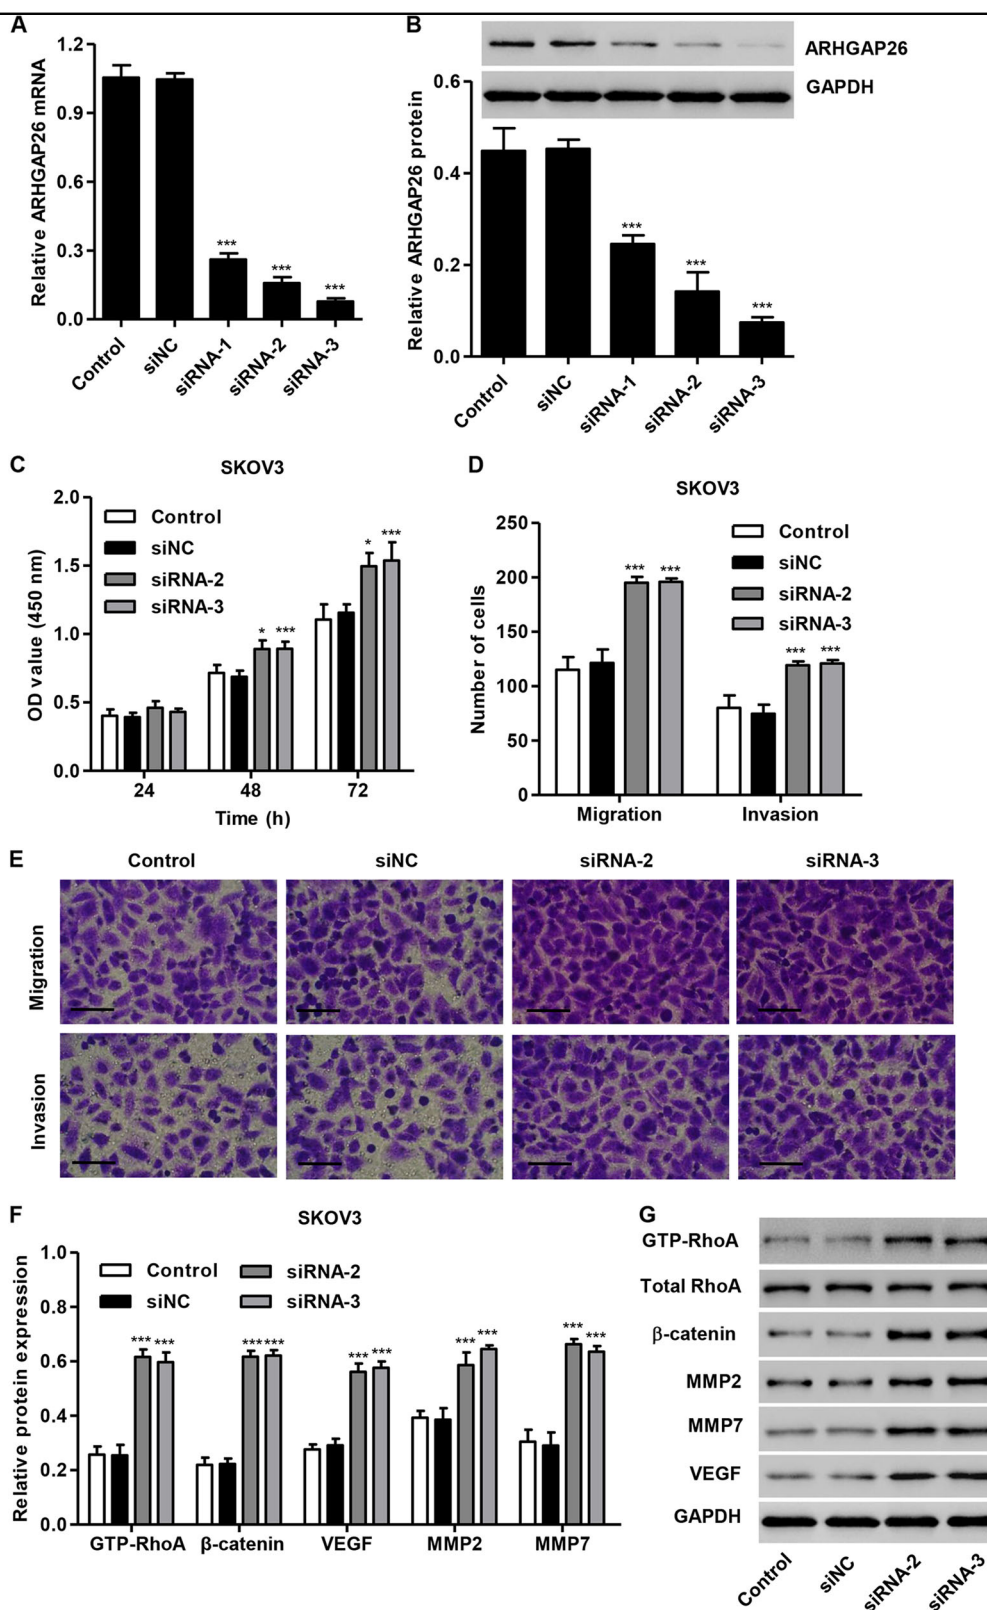 A
Relative ARHGAP26 mRNA
1.2
0.9
0.6
0.3
0.0
***
***
***
Control
siNC
siRNA-1
siRNA-2
siRNA-3
B
ARHGAP26
GAPDH
Relative ARHGAP26 protein
0.6
0.4
0.2
0.0
***
***
***
Control
siNC
siRNA-1
siRNA-2
siRNA-3
C
SKOV3
OD value (450 nm)
2.0
1.5
1.0
0.5
0.0
Control
siNC
siRNA-2
siRNA-3
* ***
* ***
24 48 72
Time (h)
D
SKOV3
Number of cells
250
200
150
100
50
0
Control
siNC
siRNA-2
siRNA-3
*** ***
*** ***
Migration Invasion
E
Control siNC siRNA-2 siRNA-3
Migration
Invasion
F
SKOV3
Relative protein expression
1.0
0.8
0.6
0.4
0.2
0.0
Control siRNA-2
siNC siRNA-3
*** *** *** *** *** *** *** *** *** ***
GTP-RhoA β-catenin VEGF MMP2 MMP7
G
GTP-RhoA
Total RhoA
β-catenin
MMP2
MMP7
VEGF
GAPDH
Control
siNC
siRNA-2
siRNA-3